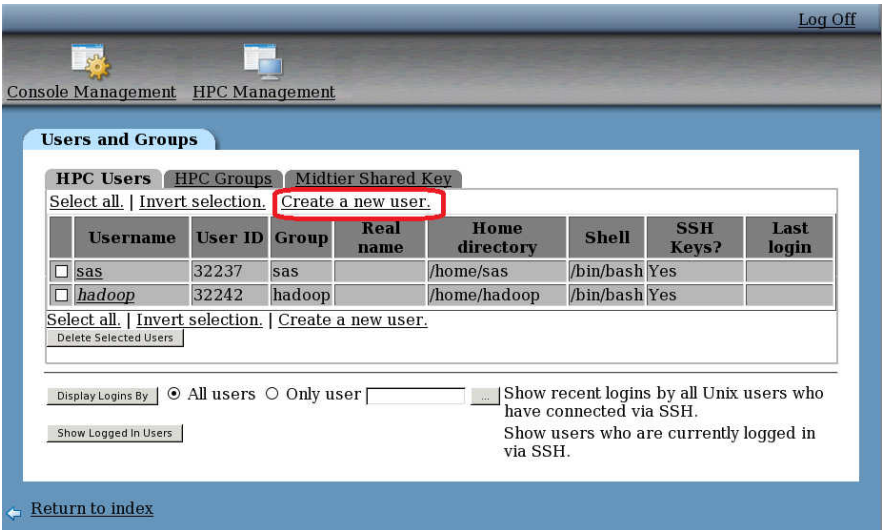 Log Off
Console Management HPC Management
Users and Groups
HPC Users HPC Groups Midtier Shared Key
Select all. | Invert selection. Create a new user.
Username User ID Group Real name Home directory Shell SSH Keys? Last login
sas 32237 sas /home/sas /bin/bash Yes
hadoop 32242 hadoop /home/hadoop /bin/bash Yes
Select all. | Invert selection. | Create a new user.
Delete Selected Users
Display Logins By All users Only user ... Show recent logins by all Unix users who
have connected via SSH.
Show Logged In Users Show users who are currently logged in
via SSH.
Return to index